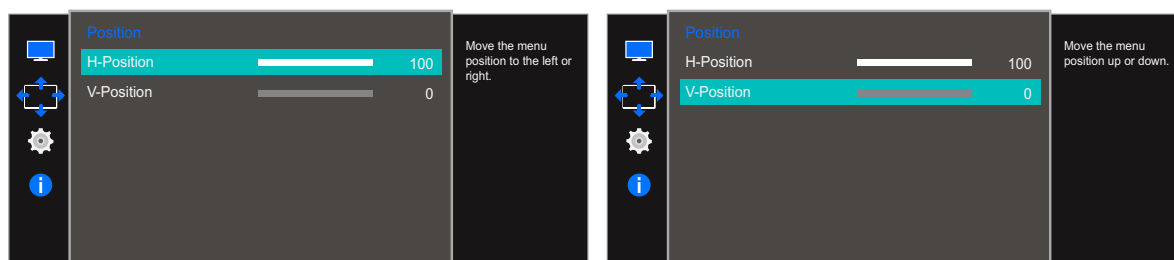 Position
H-Position 100
V-Position 0
Move the menu
position to the left or
right.
i
Position
H-Position 100
V-Position 0
Move the menu
position up or down.
i